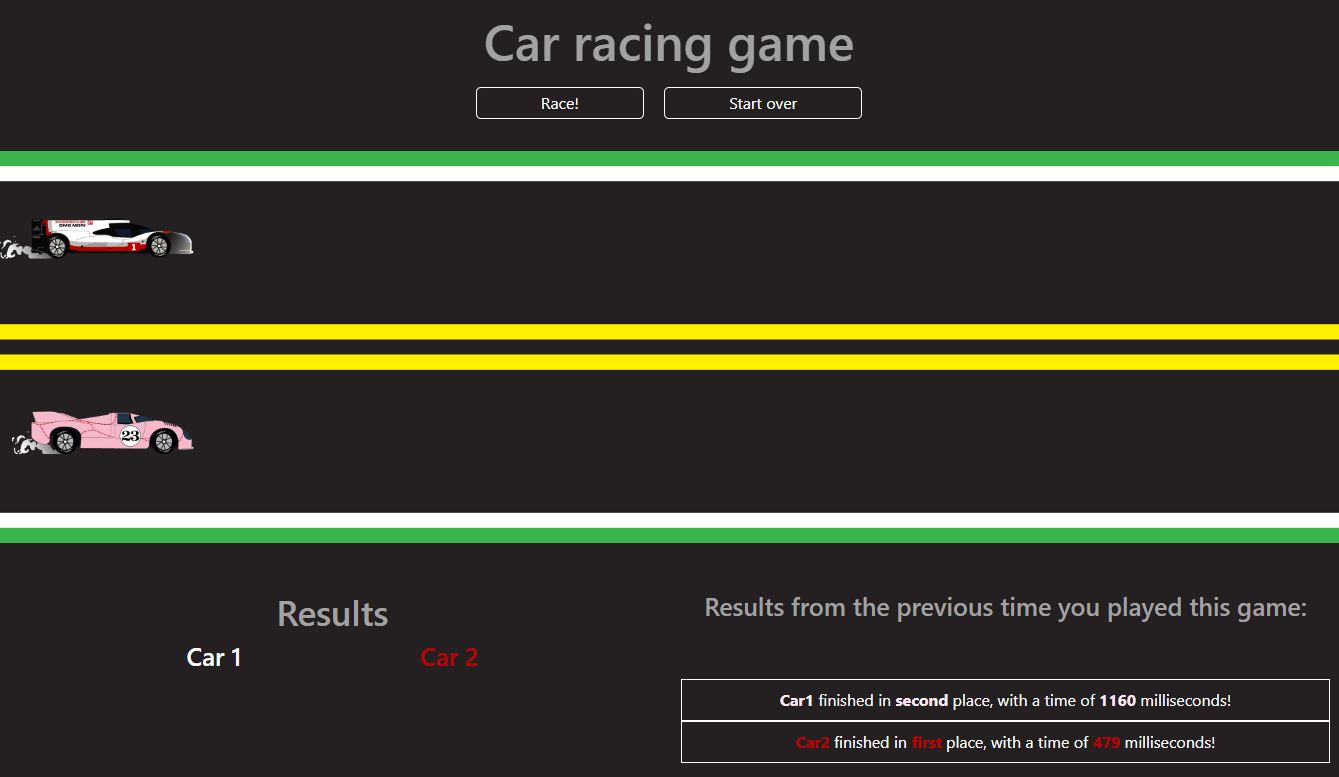 Car racing game
Race!
Start over
1
23
Results
Car 1
Car 2
Results from the previous time you played this game:
Car1 finished in second place, with a time of 1160 milliseconds!
Car2 finished in first place, with a time of 479 milliseconds!